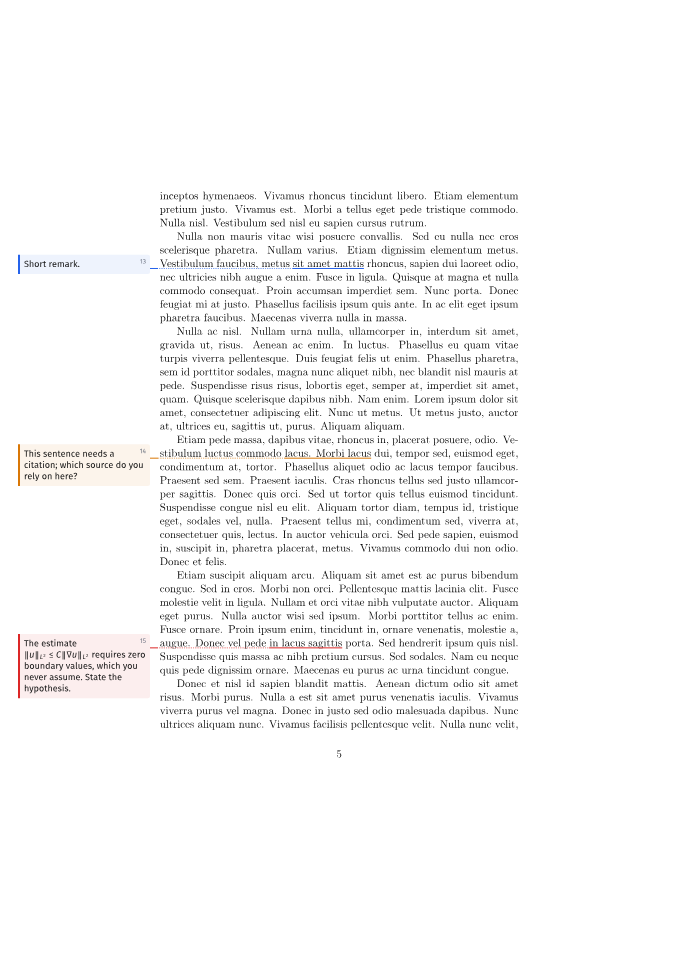 inceptos hymenaeos. Vivamus rhoncus tincidunt libero. Etiam elementum
pretium justo. Vivamus est. Morbi a tellus eget pede tristique commodo.
Nulla nisl. Vestibulum sed nisl eu sapien cursus rutrum.
Nulla non mauris vitae wisi posuere convallis. Sed eu nulla nec eros
scelerisque pharetra. Nullam varius. Etiam dignissim elementum metus.
Short remark. 13
Vestibulum faucibus, metus sit amet mattis rhoncus, sapien dui laoreet odio,
nec ultricies nibh augue a enim. Fusce in ligula. Quisque at magna et nulla
commodo consequat. Proin accumsan imperdiet sem. Nunc porta. Donec
feugiat mi at justo. Phasellus facilisis ipsum quis ante. In ac elit eget ipsum
pharetra faucibus. Maecenas viverra nulla in massa.
Nulla ac nisl. Nullam urna nulla, ullamcorper in, interdum sit amet,
gravida ut, risus. Aenean ac enim. In luctus. Phasellus eu quam vitae
turpis viverra pellentesque. Duis feugiat felis ut enim. Phasellus pharetra,
sem id porttitor sodales, magna nunc aliquet nibh, nec blandit nisl mauris at
pede. Suspendisse risus risus, lobortis eget, semper at, imperdiet sit amet,
quam. Quisque scelerisque dapibus nibh. Nam enim. Lorem ipsum dolor sit
amet, consectetuer adipiscing elit. Nunc ut metus. Ut metus justo, auctor
at, ultrices eu, sagittis ut, purus. Aliquam aliquam.
Etiam pede massa, dapibus vitae, rhoncus in, placerat posuere, odio. Ve-
stibulum luctus commodo lacus. Morbi lacus dui, tempor sed, euismod eget,
condimentum at, tortor. Phasellus aliquet odio ac lacus tempor faucibus.
Praesent sed sem. Praesent iaculis. Cras rhoncus tellus sed justo ullamcor-
per sagittis. Donec quis orci. Sed ut tortor quis tellus euismod tincidunt.
Suspendisse congue nisl eu elit. Aliquam tortor diam, tempus id, tristique
eget, sodales vel, nulla. Praesent tellus mi, condimentum sed, viverra at,
consectetuer quis, lectus. In auctor vehicula orci. Sed pede sapien, euismod
in, suscipit in, pharetra placerat, metus. Vivamus commodo dui non odio.
Donec et felis.
This sentence needs a 14
citation; which source do you
rely on here?
Etiam suscipit aliquam arcu. Aliquam sit amet est ac purus bibendum
congue. Sed in eros. Morbi non orci. Pellentesque mattis lacinia elit. Fusce
molestie velit in ligula. Nullam et orci vitae nibh vulputate auctor. Aliquam
eget purus. Nulla auctor wisi sed ipsum. Morbi porttitor tellus ac enim.
Fusce ornare. Proin ipsum enim, tincidunt in, ornare venenatis, molestie a,
augue. Donec vel pede in lacus sagittis porta. Sed hendrerit ipsum quis nisl.
Suspendisse quis massa ac nibh pretium cursus. Sed sodales. Nam eu neque
quis pede dignissim ornare. Maecenas eu purus ac urna tincidunt congue.
The estimate 15
‖u‖_L² ≤ C‖∇u‖_L² requires zero
boundary values, which you
never assume. State the
hypothesis.
Donec et nisl id sapien blandit mattis. Aenean dictum odio sit amet
risus. Morbi purus. Nulla a est sit amet purus venenatis iaculis. Vivamus
viverra purus vel magna. Donec in justo sed odio malesuada dapibus. Nunc
ultrices aliquam nunc. Vivamus facilisis pellentesque velit. Nulla nunc velit,
5